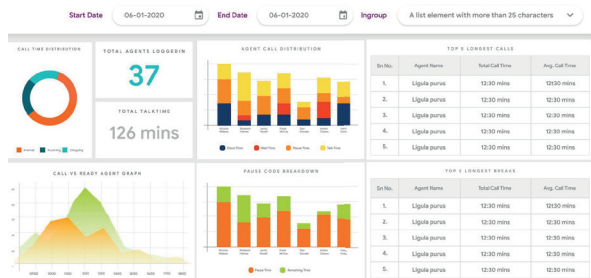 Start Date 06-01-2020 End Date 06-01-2020 Ingroup A list element with more than 25 characters
CALL TIME DISTRIBUTION
TOTAL AGENTS LOGGEDIN
37
TOTAL TALKTIME
126 mins
AGENT CALL DISTRIBUTION
Pause Time Talk Time
TOP 5 LONGEST CALLS
Sn No. Agent Name Total Call Time Avg. Call Time
1. Ligula purus 12:30 mins 12:30 mins
2. Ligula purus 12:30 mins 12:30 mins
3. Ligula purus 12:30 mins 12:30 mins
4. Ligula purus 12:30 mins 12:30 mins
5. Ligula purus 12:30 mins 12:30 mins
CALL VS READY AGENT GRAPH
PAUSE CODE BREAKDOWN
Pause Time Remaining Time
TOP 5 LONGEST BREAKS
Sn No. Agent Name Total Call Time Avg. Call Time
1. Ligula purus 12:30 mins 12:30 mins
2. Ligula purus 12:30 mins 12:30 mins
3. Ligula purus 12:30 mins 12:30 mins
4. Ligula purus 12:30 mins 12:30 mins
5. Ligula purus 12:30 mins 12:30 mins